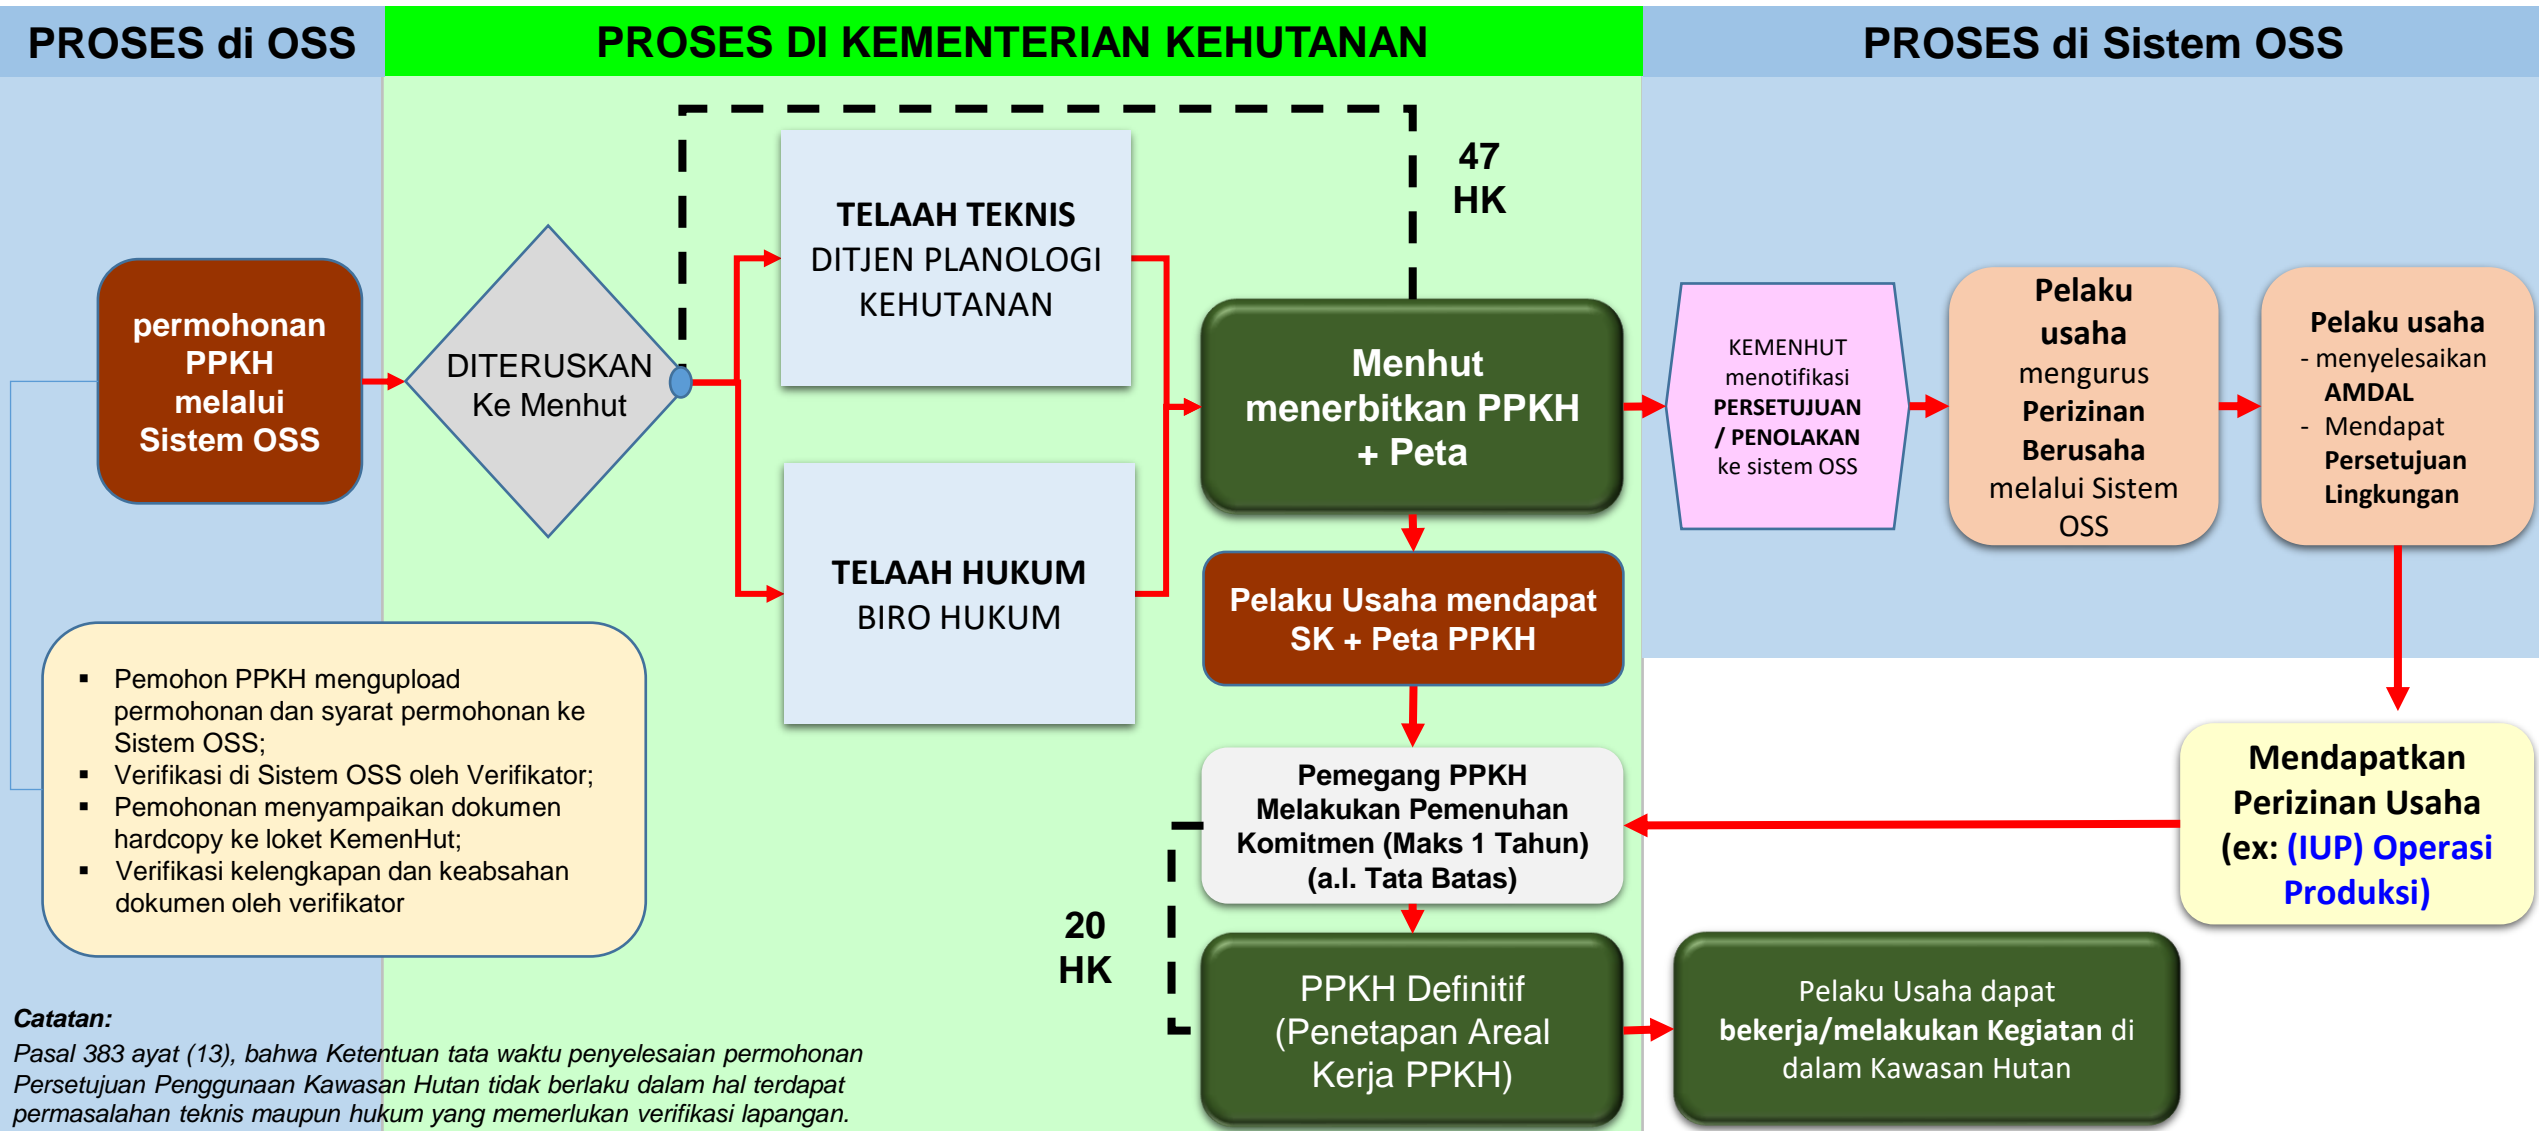 PROSES di OSS
PROSES DI KEMENTERIAN KEHUTANAN
PROSES di Sistem OSS
permohonan
PPKH
melalui
Sistem OSS
DITERUSKAN
Ke Menhut
TELAAH TEKNIS
DITJEN PLANOLOGI
KEHUTANAN
TELAAH HUKUM
BIRO HUKUM
47
HK
Menhut
menerbitkan PPKH
+ Peta
KEMENHUT
menotifikasi
PERSETUJUAN
/ PENOLAKAN
ke sistem OSS
Pelaku
usaha
mengurus
Perizinan
Berusaha
melalui Sistem
OSS
Pelaku usaha
- menyelesaikan
AMDAL
- Mendapat
Persetujuan
Lingkungan
Pelaku Usaha mendapat
SK + Peta PPKH
▪ Pemohon PPKH mengupload
permohonan dan syarat permohonan ke
Sistem OSS;
▪ Verifikasi di Sistem OSS oleh Verifikator;
▪ Pemohonan menyampaikan dokumen
hardcopy ke loket KemenHut;
▪ Verifikasi kelengkapan dan keabsahan
dokumen oleh verifikator
Pemegang PPKH
Melakukan Pemenuhan
Komitmen (Maks 1 Tahun)
(a.l. Tata Batas)
Mendapatkan
Perizinan Usaha
(ex: (IUP) Operasi
Produksi)
20
HK
PPKH Definitif
(Penetapan Areal
Kerja PPKH)
Pelaku Usaha dapat
bekerja/melakukan Kegiatan di
dalam Kawasan Hutan
Catatan:
Pasal 383 ayat (13), bahwa Ketentuan tata waktu penyelesaian permohonan
Persetujuan Penggunaan Kawasan Hutan tidak berlaku dalam hal terdapat
permasalahan teknis maupun hukum yang memerlukan verifikasi lapangan.